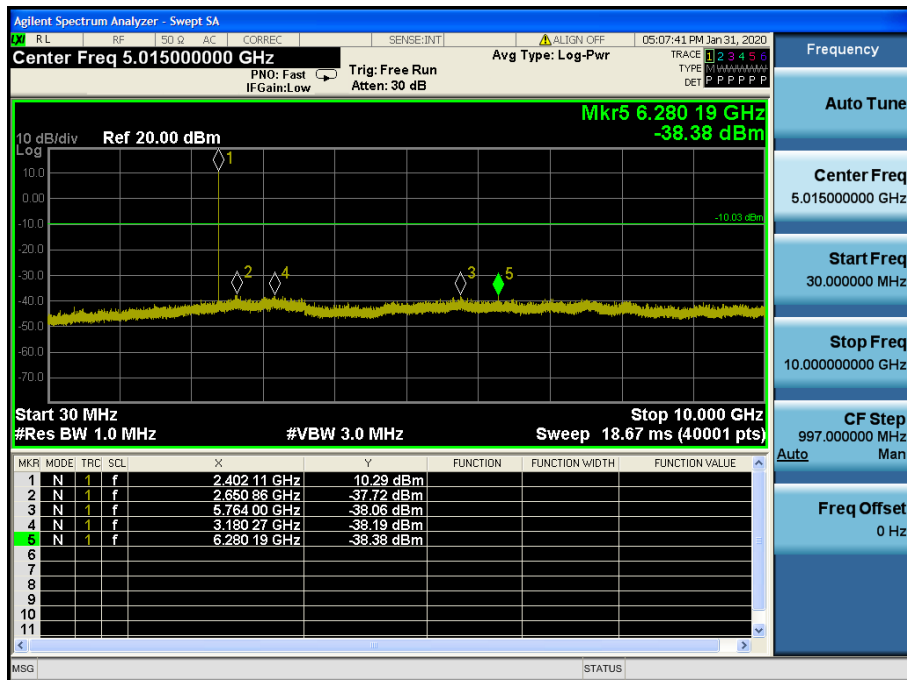 Agilent Spectrum Analyzer - Swept SA
LXI RL RF 50 Ω AC CORREC SENSE:INT ALIGN OFF 05:07:41 PM Jan 31, 2020
Center Freq 5.015000000 GHz
PNO: Fast
IFGain:Low
Trig: Free Run
Atten: 30 dB
Avg Type: Log-Pwr
TRACE 1 2 3 4 5 6
TYPE M W W W W W
DET P P P P P P
Mkr5 6.280 19 GHz
-38.38 dBm
10 dB/div Ref 20.00 dBm
Log
10.0
0.00
-10.0
-20.0
-30.0
-40.0
-50.0
-60.0
-70.0
1
2
4
3
5
-10.03 dBm
Start 30 MHz Stop 10.000 GHz
#Res BW 1.0 MHz #VBW 3.0 MHz Sweep 18.67 ms (40001 pts)
MKR MODE TRC SCL X Y FUNCTION FUNCTION WIDTH FUNCTION VALUE
1 N 1 f 2.402 11 GHz 10.29 dBm
2 N 1 f 2.650 86 GHz -37.72 dBm
3 N 1 f 5.764 00 GHz -38.06 dBm
4 N 1 f 3.180 27 GHz -38.19 dBm
5 N 1 f 6.280 19 GHz -38.38 dBm
6
7
8
9
10
11
MSG STATUS
Frequency
Auto Tune
Center Freq
5.015000000 GHz
Start Freq
30.000000 MHz
Stop Freq
10.000000000 GHz
CF Step
997.000000 MHz
Auto Man
Freq Offset
0 Hz